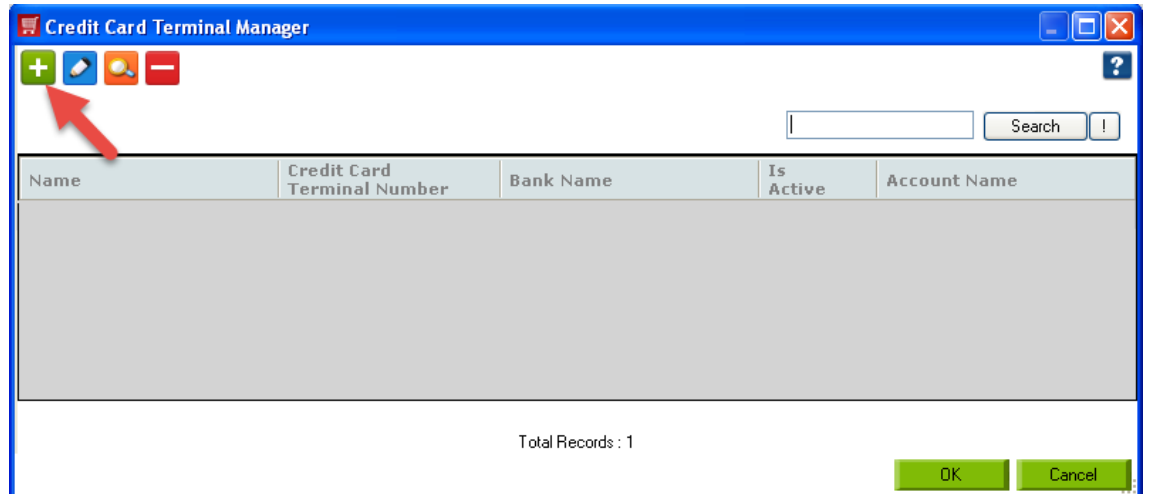 Credit Card Terminal Manager
?
Search !
Name Credit Card Terminal Number Bank Name Is Active Account Name
Total Records : 1
OK Cancel